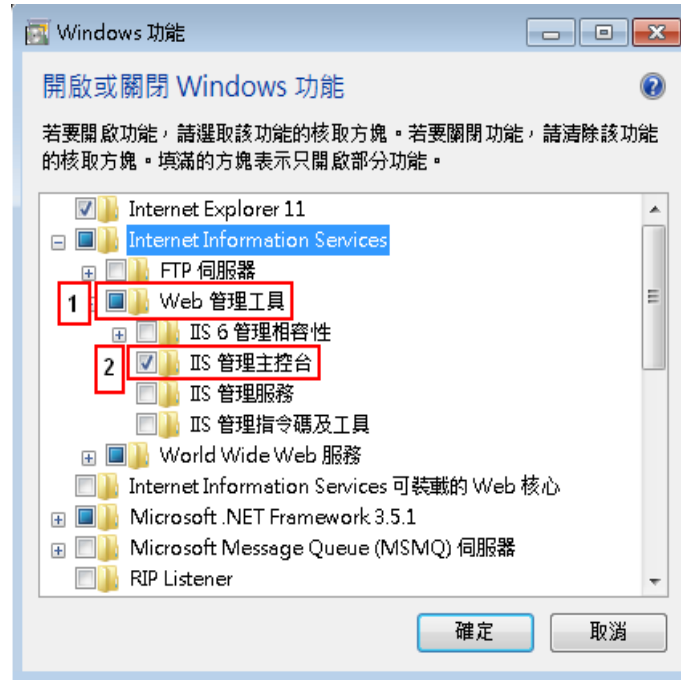 Windows 功能
開啟或關閉 Windows 功能
若要開啟功能，請選取該功能的核取方塊。若要關閉功能，請清除該功能
的核取方塊。填滿的方塊表示只開啟部分功能。
Internet Explorer 11
Internet Information Services
FTP 伺服器
1 Web 管理工具
IIS 6 管理相容性
2 IIS 管理主控台
IIS 管理服務
IIS 管理指令碼及工具
World Wide Web 服務
Internet Information Services 可裝載的 Web 核心
Microsoft .NET Framework 3.5.1
Microsoft Message Queue (MSMQ) 伺服器
RIP Listener
確定 取消